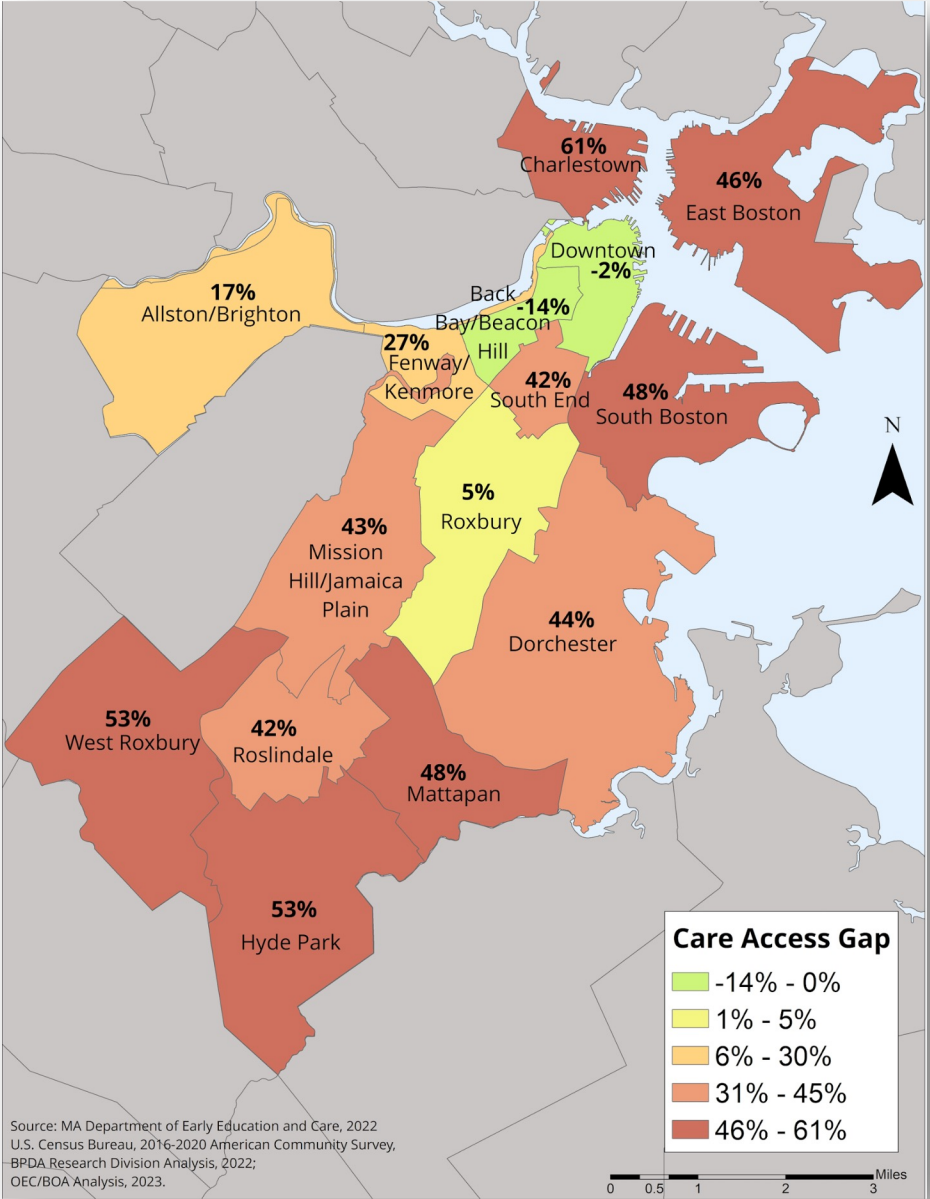 61%
Charlestown
46%
East Boston
Downtown
-2%
17%
Allston/Brighton
Back
-14%
Bay/Beacon
Hill
27%
Fenway/
Kenmore
42%
South End
48%
South Boston
N
5%
Roxbury
43%
Mission
Hill/Jamaica
Plain
44%
Dorchester
53%
West Roxbury
42%
Roslindale
48%
Mattapan
53%
Hyde Park
Care Access Gap
-14% - 0%
1% - 5%
6% - 30%
31% - 45%
46% - 61%
Source: MA Department of Early Education and Care, 2022
U.S. Census Bureau, 2016-2020 American Community Survey,
BPDA Research Division Analysis, 2022;
OEC/BOA Analysis, 2023.
Miles
0 0.5 1 2 3